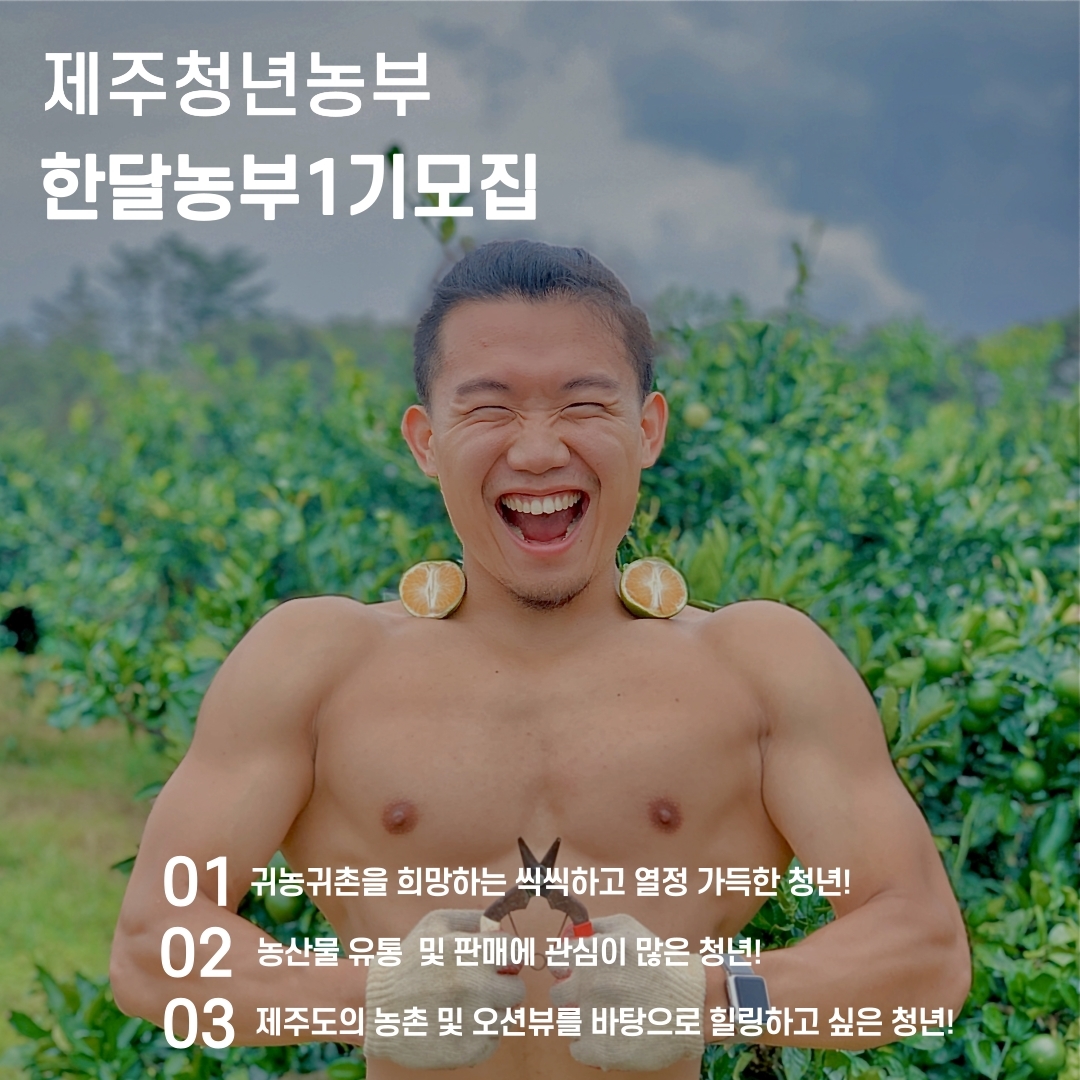 제주청년농부
한달농부1기모집
01 귀농귀촌을 희망하는 씩씩하고 열정 가득한 청년!
02 농산물 유통 및 판매에 관심이 많은 청년!
03 제주도의 농촌 및 오션뷰를 바탕으로 힐링하고 싶은 청년!